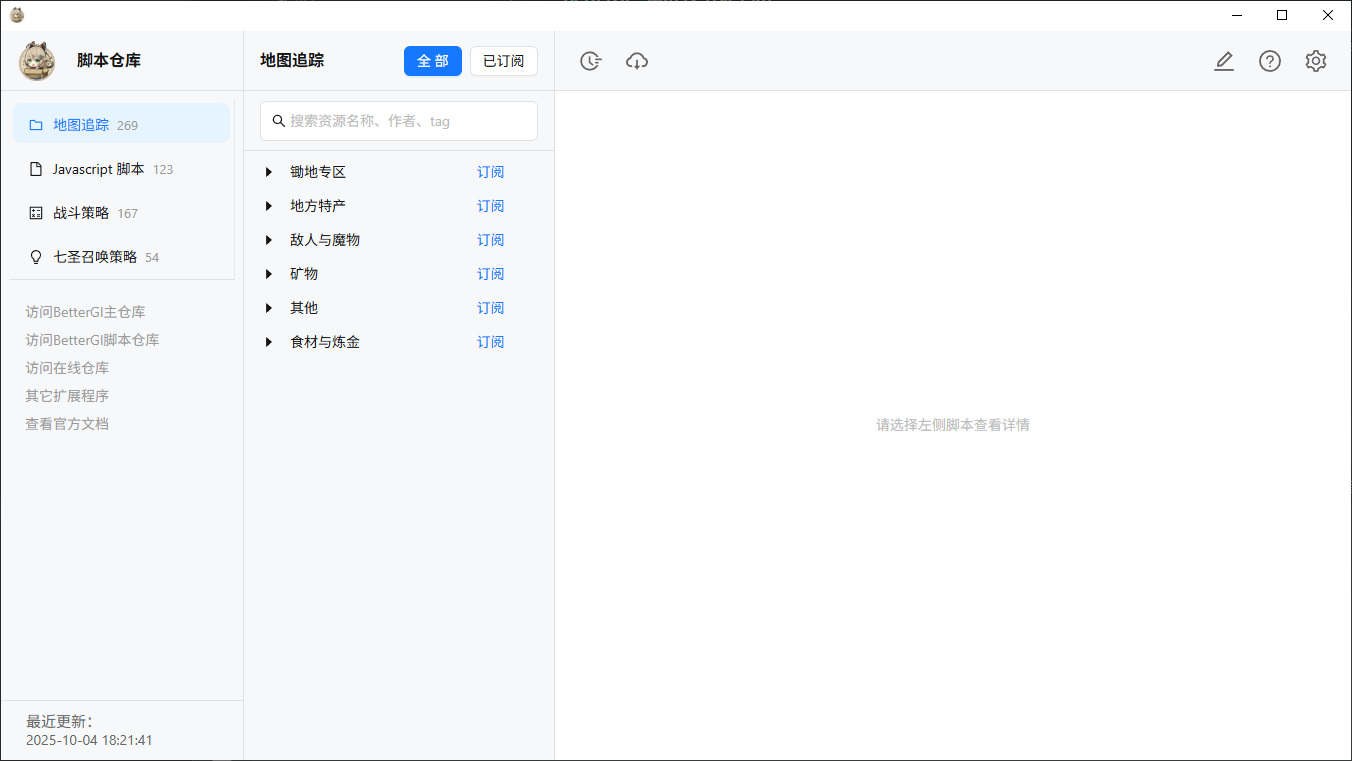 脚本仓库
地图追踪 269
Javascript 脚本 123
战斗策略 167
七圣召唤策略 54
访问BetterGI主仓库
访问BetterGI脚本仓库
访问在线仓库
其它扩展程序
查看官方文档
最近更新：
2025-10-04 18:21:41
地图追踪 全 部 已订阅
搜索资源名称、作者、tag
锄地专区 订阅
地方特产 订阅
敌人与魔物 订阅
矿物 订阅
其他 订阅
食材与炼金 订阅
请选择左侧脚本查看详情